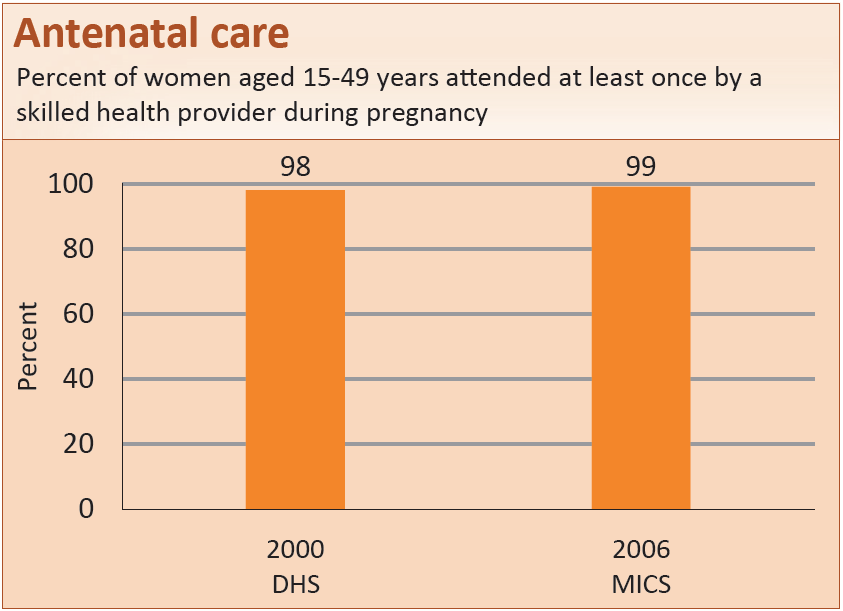 Antenatal care
Percent of women aged 15-49 years attended at least once by a
skilled health provider during pregnancy
98
99
100
80
60
40
20
0
Percent
2000
DHS
2006
MICS